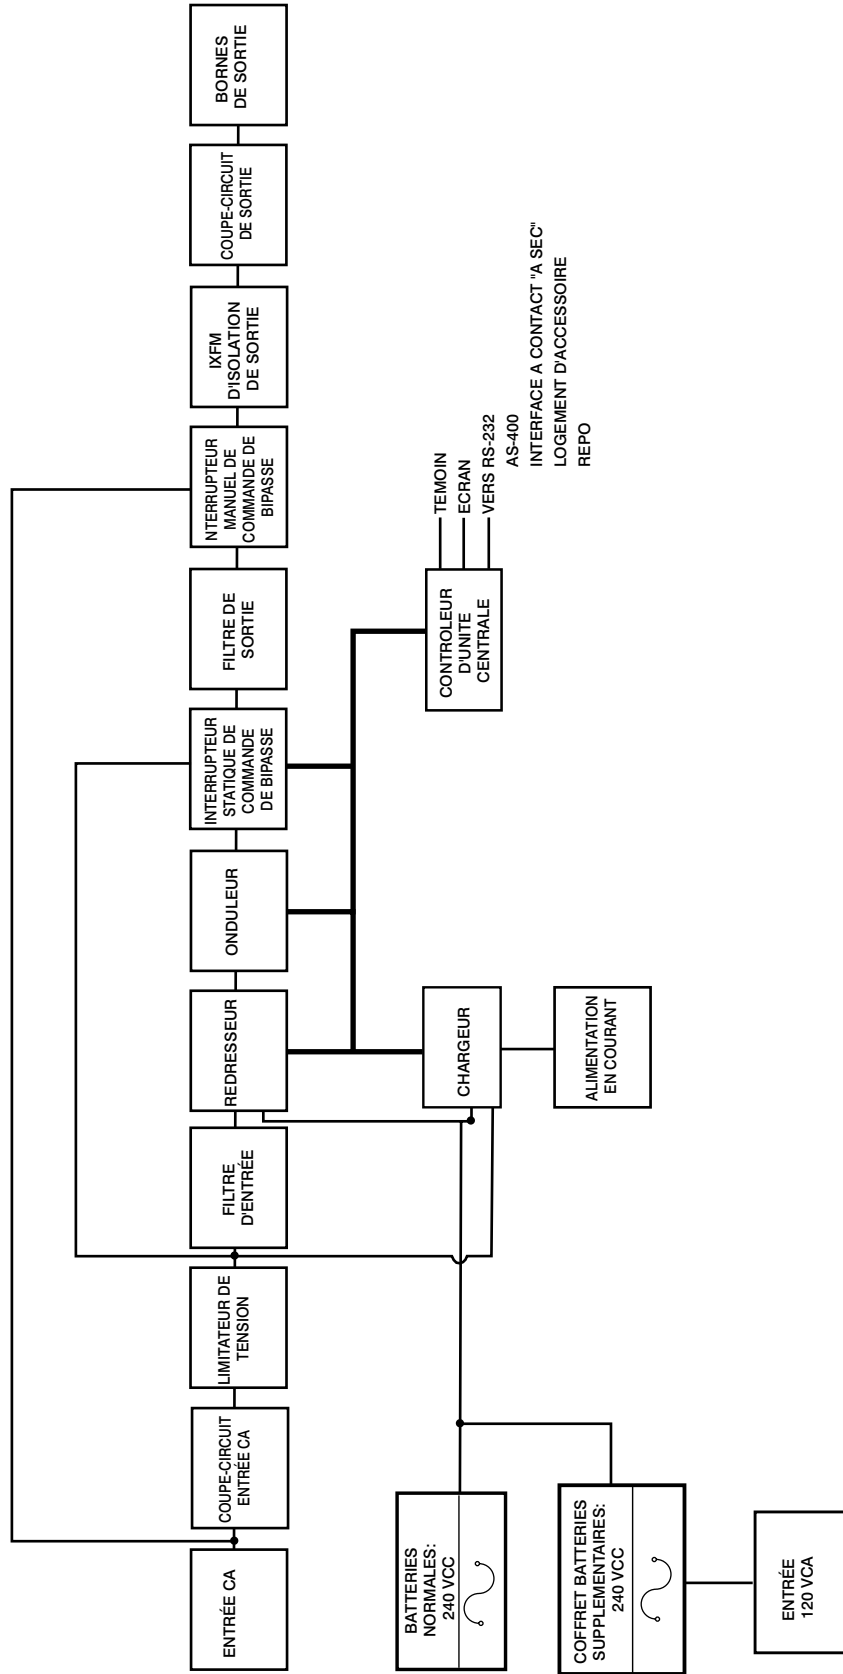 ENTRÉE CA
COUPE-CIRCUIT
ENTRÉE CA
LIMITATEUR DE
TENSION
FILTRE
D'ENTRÉE
REDRESSEUR
ONDULEUR
INTERRUPTEUR
STATIQUE DE
COMMANDE
DE BIPASSE
FILTRE DE
SORTIE
NTERRUPTEUR
MANUEL DE
COMMANDE DE
BIPASSE
IXFM
D'ISOLATION
DE SORTIE
COUPE-CIRCUIT
DE SORTIE
BORNES
DE SORTIE
BATTERIES
NORMALES:
240 VCC
CHARGEUR
CONTROLEUR
D'UNITE
CENTRALE
TEMOIN
ECRAN
VERS RS-232
AS-400
INTERFACE A CONTACT "A SEC"
LOGEMENT D'ACCESSOIRE
REPO
COFFRET BATTERIES
SUPPLEMENTAIRES:
240 VCC
ALIMENTATION
EN COURANT
ENTRÉE
120 VCA